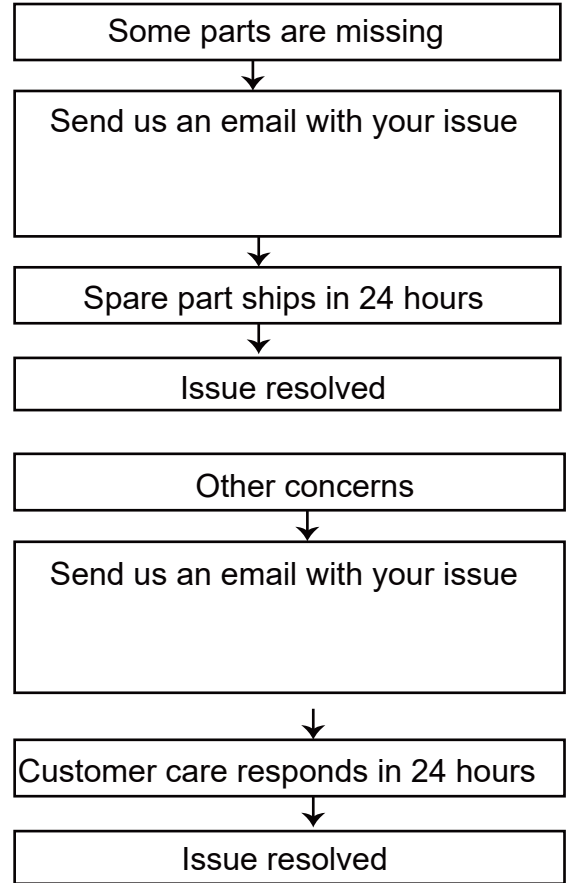 Some parts are missing
Send us an email with your issue
Spare part ships in 24 hours
Issue resolved
Other concerns
Send us an email with your issue
Customer care responds in 24 hours
Issue resolved